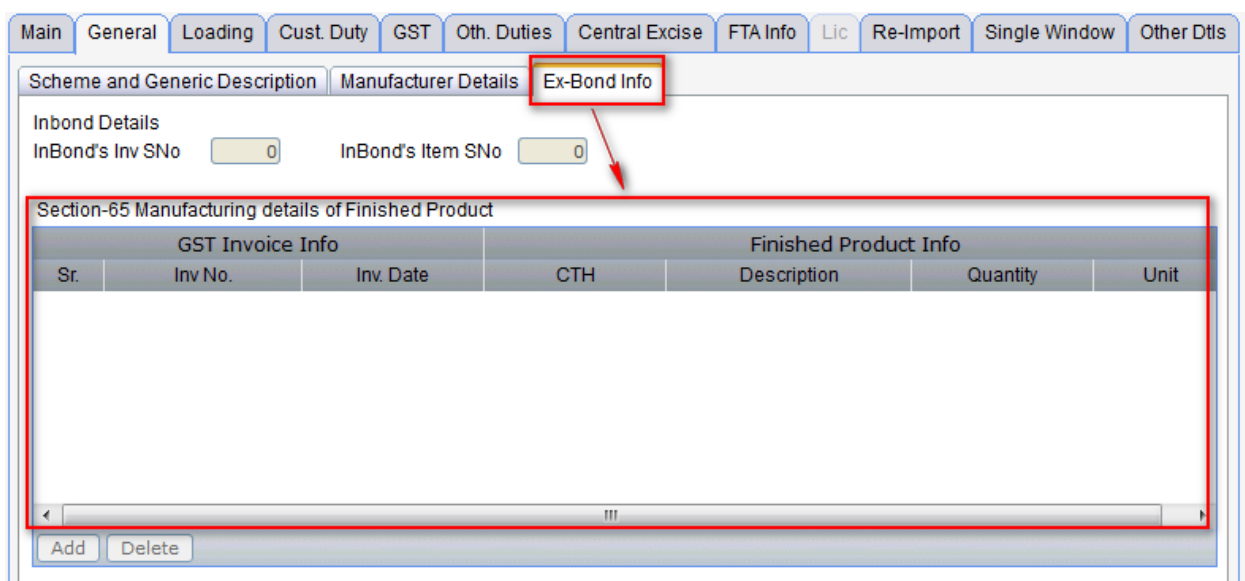 Main General Loading Cust. Duty GST Oth. Duties Central Excise FTA Info Lic Re-Import Single Window Other Dtls
Scheme and Generic Description Manufacturer Details Ex-Bond Info
Inbond Details
InBond's Inv SNo 0 InBond's Item SNo 0
Section-65 Manufacturing details of Finished Product
GST Invoice Info Finished Product Info
Sr. Inv No. Inv. Date CTH Description Quantity Unit
Add Delete